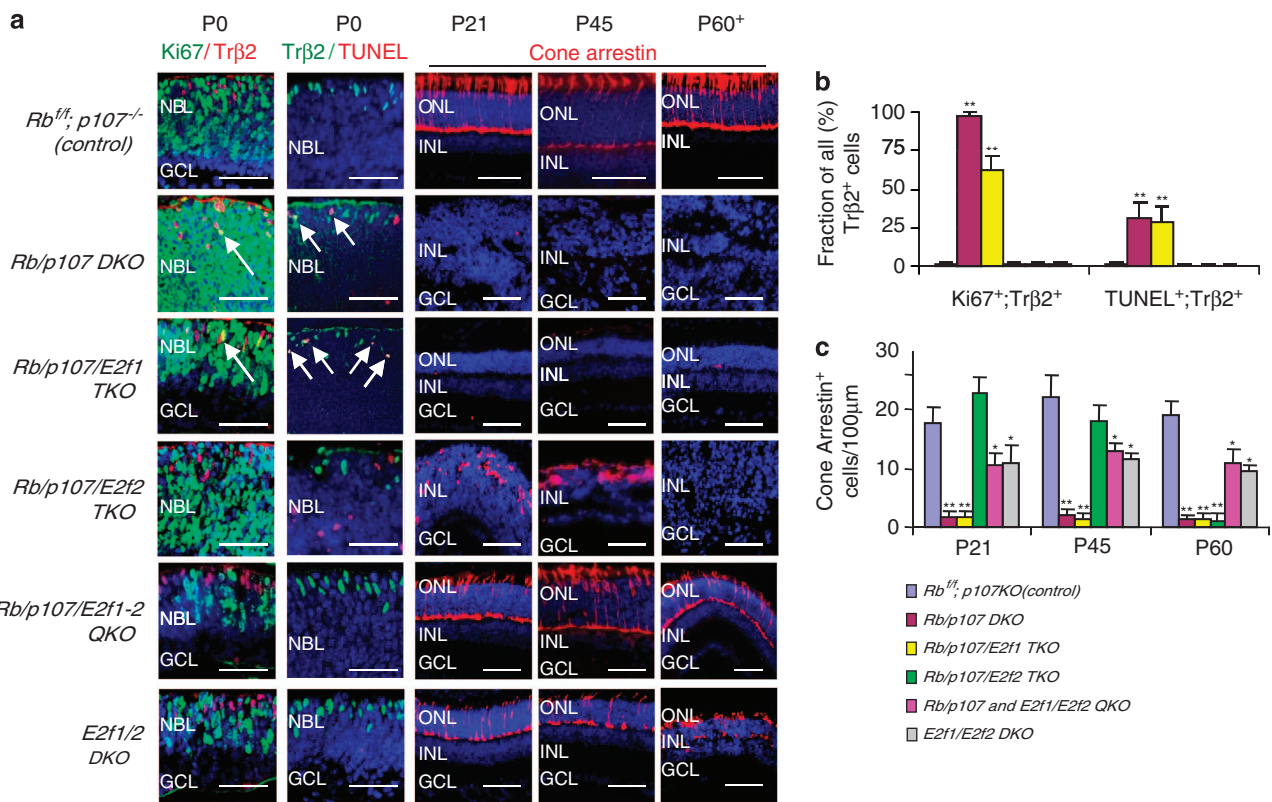 a
P0 P0 P21 P45 P60⁺
Ki67/Trβ2 Trβ2/TUNEL Cone arrestin
Rb^f/f; p107^-/-
(control)
NBL
GCL
NBL
ONL
INL
ONL
INL
ONL
INL
Rb/p107 DKO
NBL
NBL
INL
GCL
INL
GCL
INL
GCL
Rb/p107/E2f1
TKO
NBL
GCL
NBL
ONL
INL
GCL
ONL
INL
GCL
ONL
INL
GCL
Rb/p107/E2f2
TKO
NBL
NBL
INL
GCL
INL
GCL
INL
GCL
Rb/p107/E2f1-2
QKO
NBL
GCL
NBL
GCL
ONL
INL
GCL
ONL
INL
GCL
ONL
INL
GCL
E2f1/2
DKO
NBL
GCL
NBL
GCL
ONL
INL
GCL
ONL
INL
GCL
ONL
INL
GCL
b
Fraction of all (%)
Trβ2⁺ cells
100
75
50
25
0
** ** ** **
Ki67⁺;Trβ2⁺ TUNEL⁺;Trβ2⁺
c
Cone Arrestin⁺
cells/100μm
30
20
10
0
** ** * * ** ** * * ** ** ** * *
P21 P45 P60
Rb^f/f; p107KO(control)
Rb/p107 DKO
Rb/p107/E2f1 TKO
Rb/p107/E2f2 TKO
Rb/p107 and E2f1/E2f2 QKO
E2f1/E2f2 DKO